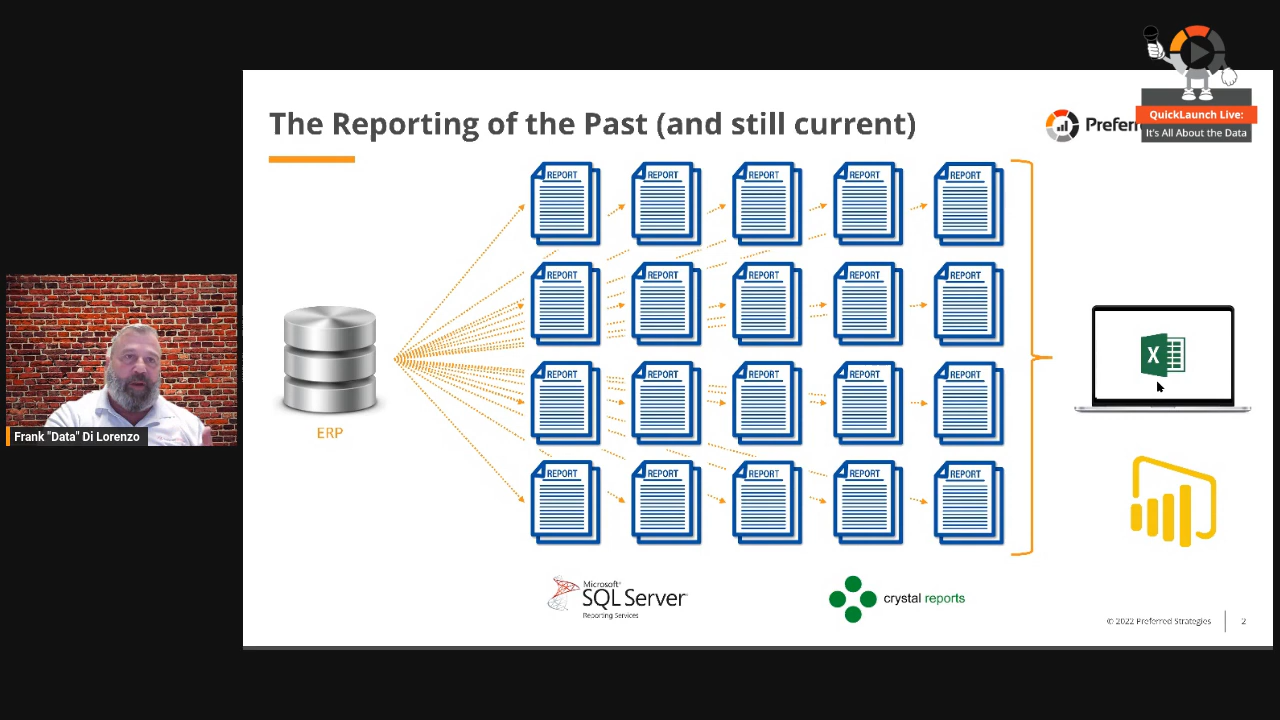 The Reporting of the Past (and still current)
Prefer
QuickLaunch Live:
It's All About the Data
REPORT
REPORT
REPORT
REPORT
REPORT
REPORT
REPORT
REPORT
REPORT
REPORT
ERP
REPORT
REPORT
REPORT
REPORT
REPORT
REPORT
REPORT
REPORT
REPORT
REPORT
X
Frank "Data" Di Lorenzo
Microsoft
SQL Server
Reporting Services
crystal reports
© 2022 Preferred Strategies
2